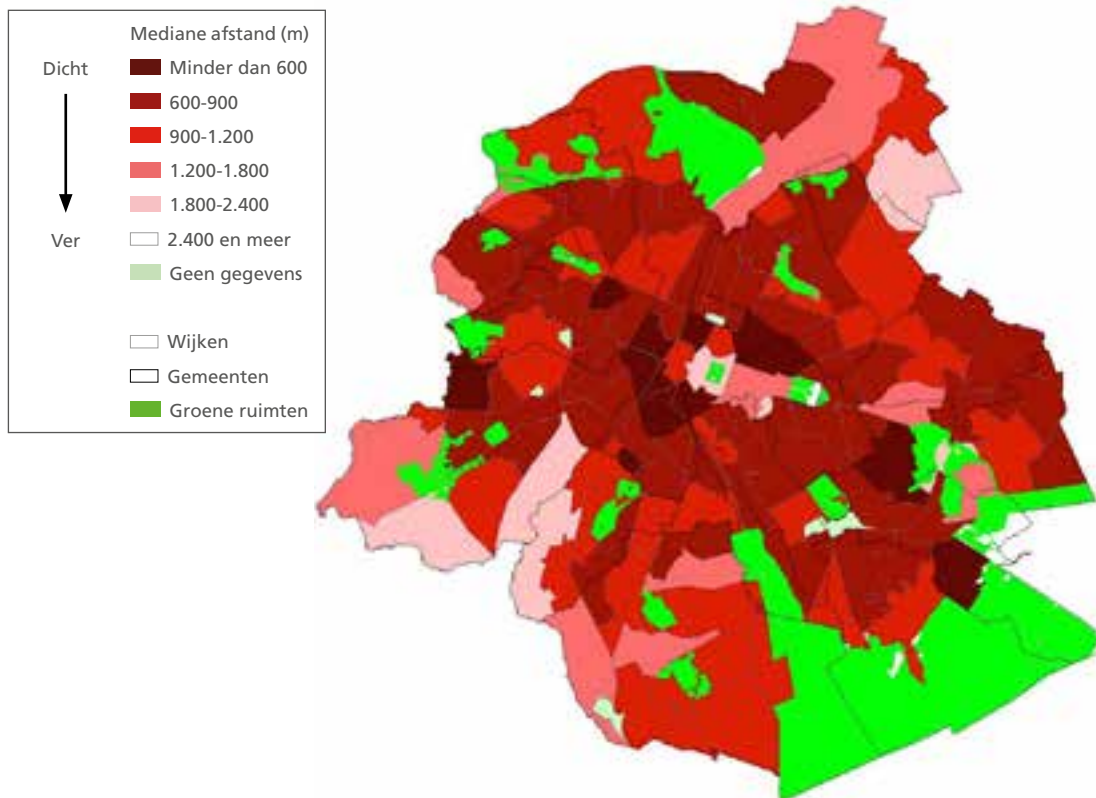 Mediane afstand (m)
Dicht
Minder dan 600
600-900
900-1.200
1.200-1.800
1.800-2.400
Ver
2.400 en meer
Geen gegevens
Wijken
Gemeenten
Groene ruimten